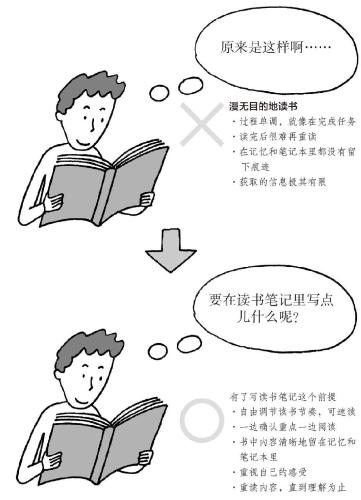 原来是这样啊……
漫无目的地读书
·过程单调，就像在完成任务
·读完后很难再重读
·在记忆和笔记本里都没有留
下痕迹
·获取的信息极其有限
要在读书笔记里写点
儿什么呢？
有了写读书笔记这个前提
·自由调节读书节奏，可速读
·一边确认重点一边阅读
·书中内容清晰地留在记忆和
笔记本里
·重视自己的感受
·重读内容，直到理解为止